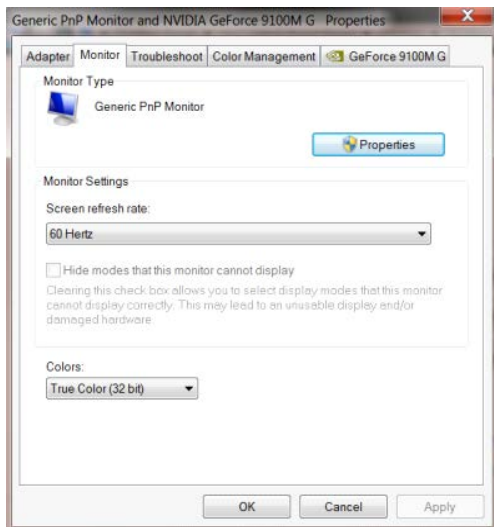 Generic PnP Monitor and NVIDIA GeForce 9100M G Properties
Adapter Monitor Troubleshoot Color Management GeForce 9100M G
Monitor Type
Generic PnP Monitor
Properties
Monitor Settings
Screen refresh rate:
60 Hertz
Hide modes that this monitor cannot display
Clearing this check box allows you to select display modes that this monitor
cannot display correctly. This may lead to an unusable display and/or
damaged hardware.
Colors:
True Color (32 bit)
OK Cancel Apply